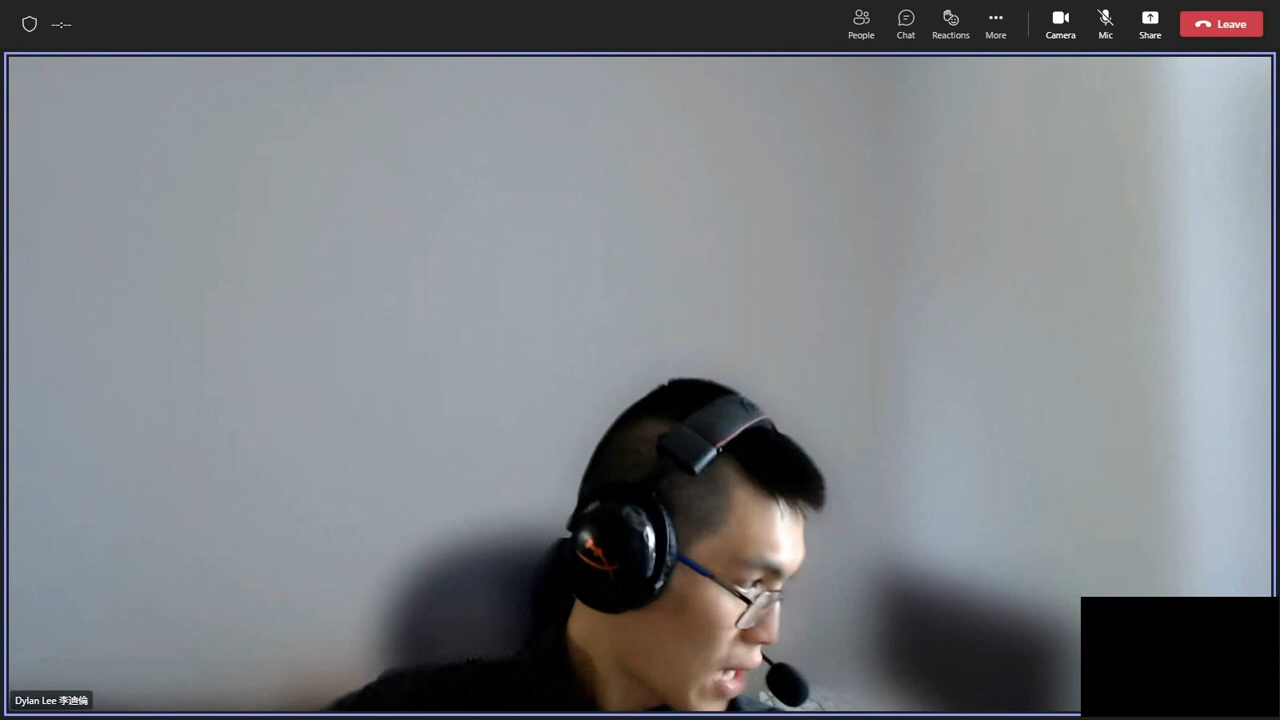 --:--
People
Chat
Reactions
More
Camera
Mic
Share
Leave
Dylan Lee 李迪倫